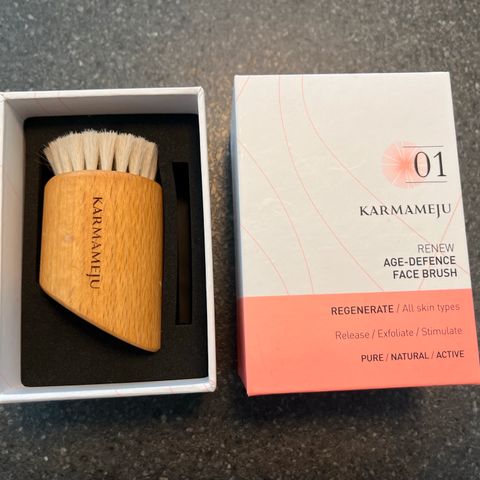 KARMAMEJU
01
KARMAMEJU
RENEW
AGE-DEFENCE
FACE BRUSH
REGENERATE / All skin types
Release / Exfoliate / Stimulate
PURE / NATURAL / ACTIVE